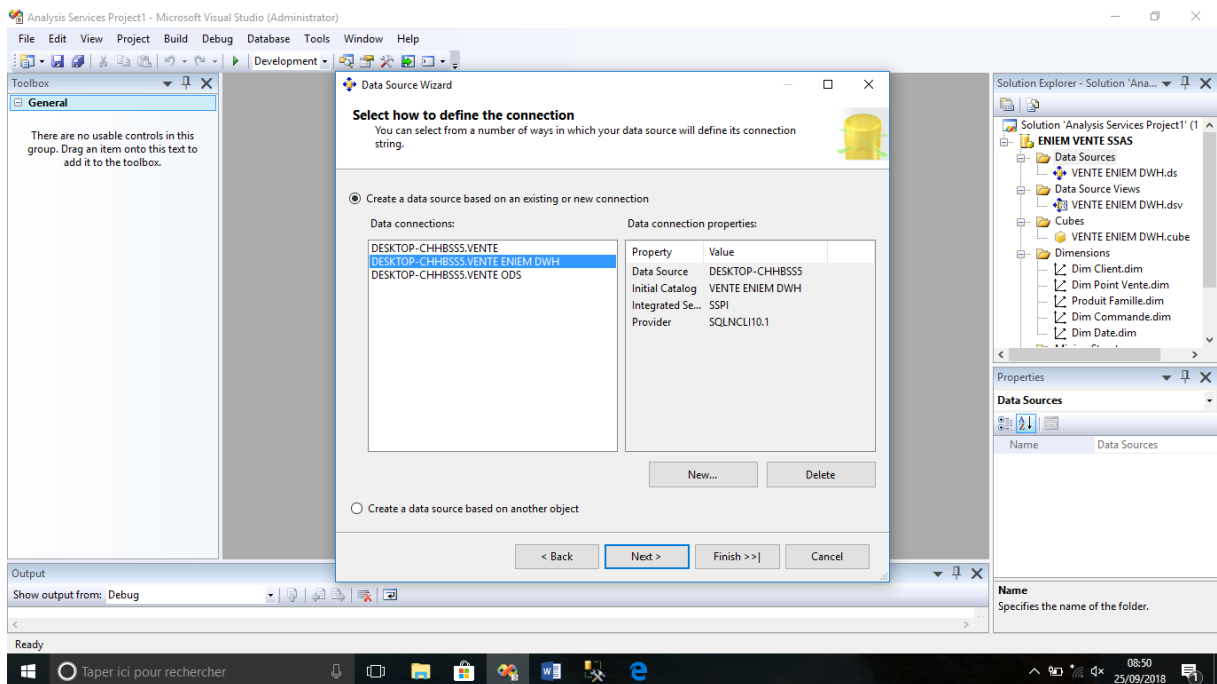 Analysis Services Project1 - Microsoft Visual Studio (Administrator)
File Edit View Project Build Debug Database Tools Window Help
Development
Toolbox
General
There are no usable controls in this
group. Drag an item onto this text to
add it to the toolbox.
Data Source Wizard
Select how to define the connection
You can select from a number of ways in which your data source will define its connection
string.
Create a data source based on an existing or new connection
Data connections:
DESKTOP-CHHBSS5.VENTE
DESKTOP-CHHBSS5.VENTE ENIEM DWH
DESKTOP-CHHBSS5.VENTE ODS
Data connection properties:
Property Value
Data Source DESKTOP-CHHBSS5
Initial Catalog VENTE ENIEM DWH
Integrated Se... SSPI
Provider SQLNCLI10.1
New... Delete
Create a data source based on another object
< Back Next > Finish >>| Cancel
Solution Explorer - Solution 'Ana...
Solution 'Analysis Services Project1' (1
ENIEM VENTE SSAS
Data Sources
VENTE ENIEM DWH.ds
Data Source Views
VENTE ENIEM DWH.dsv
Cubes
VENTE ENIEM DWH.cube
Dimensions
Dim Client.dim
Dim Point Vente.dim
Produit Famille.dim
Dim Commande.dim
Dim Date.dim
Properties
Data Sources
Name Data Sources
Name
Specifies the name of the folder.
Output
Show output from: Debug
Ready
Taper ici pour rechercher
08:50
25/09/2018